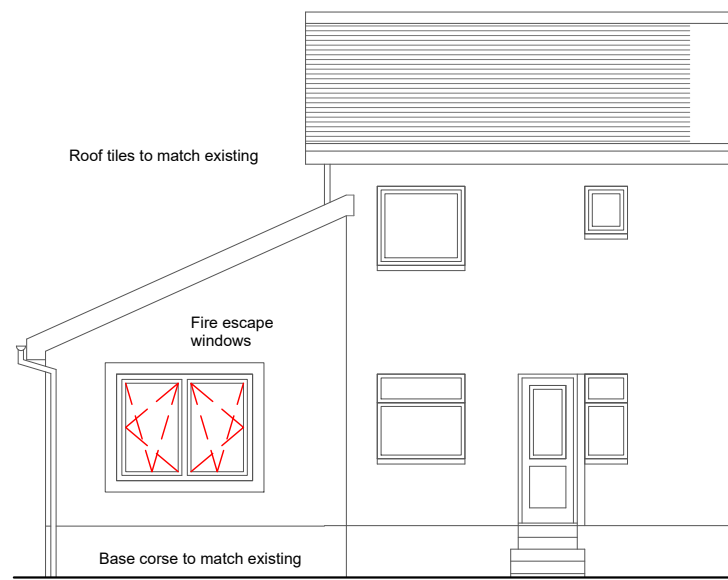 Roof tiles to match existing
Fire escape
windows
Base corse to match existing